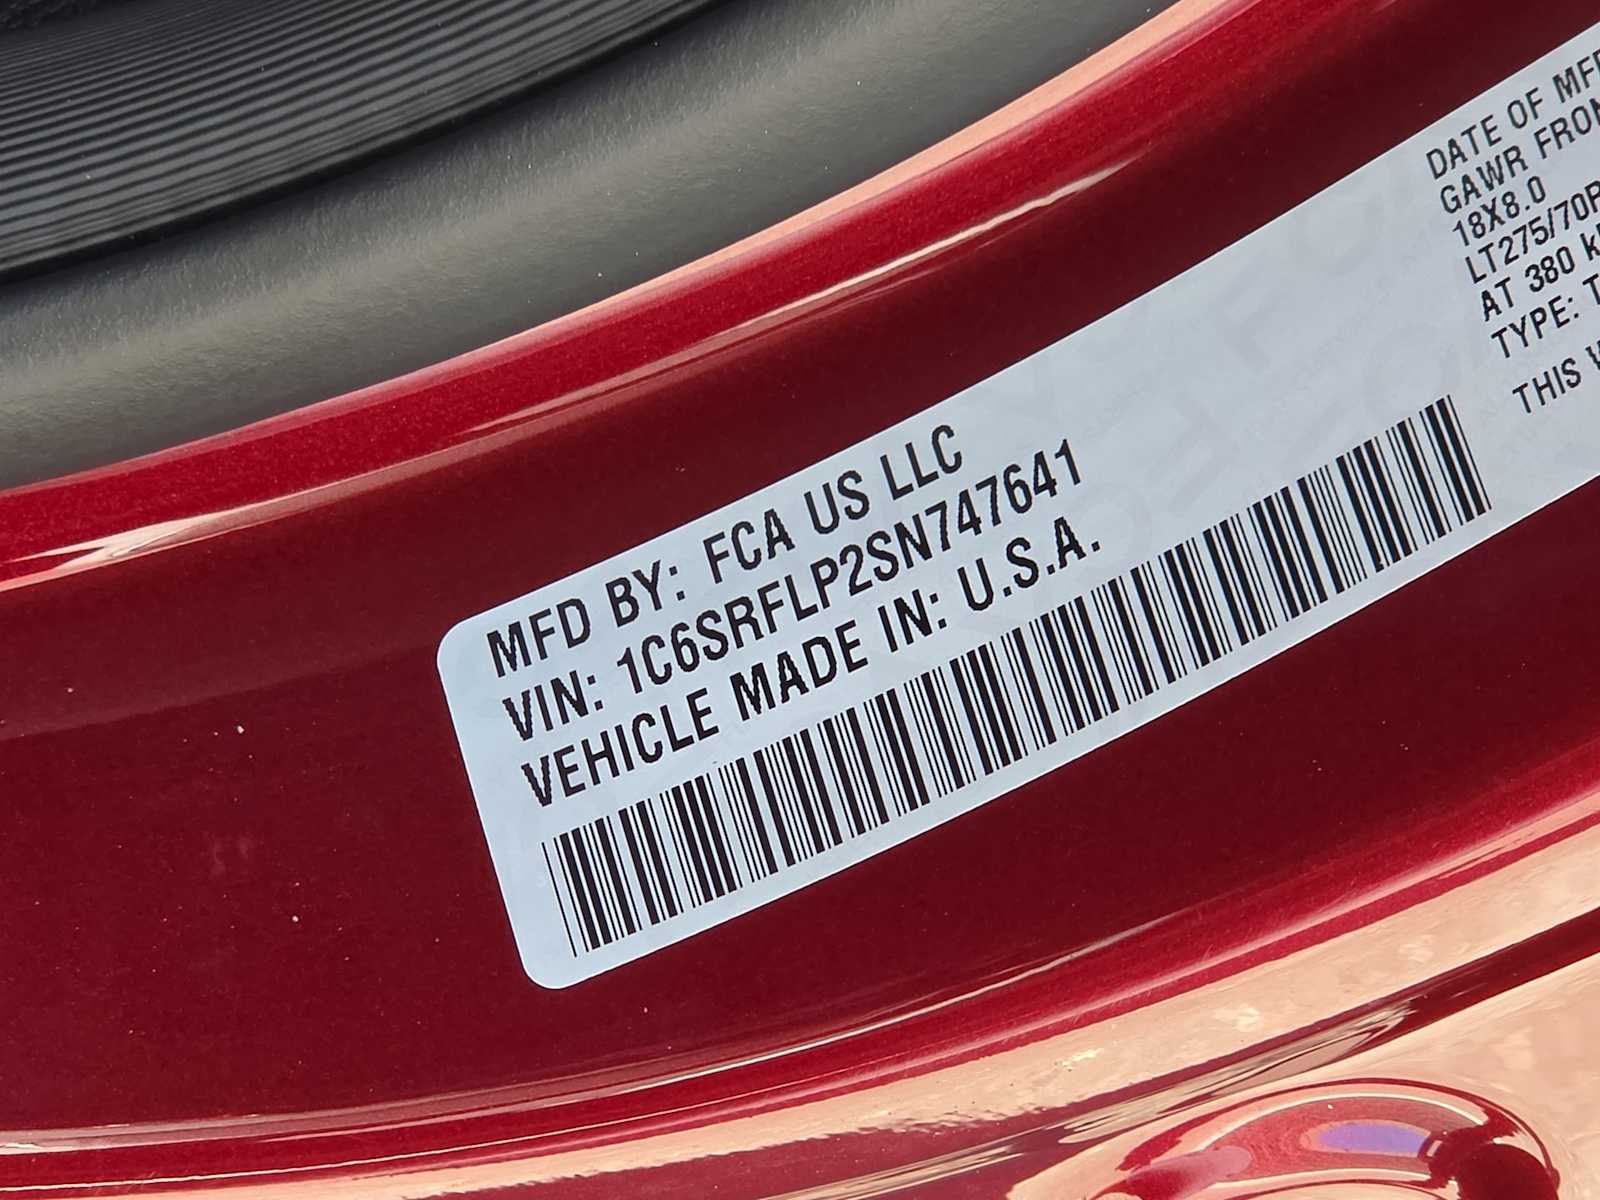 MFD BY: FCA US LLC
VIN: 1C6SRFLP2SN747641
VEHICLE MADE IN: U.S.A.
DATE OF MF
GAWR FRON
18X8.0
LT275/70R
AT 380 k
TYPE: T
THIS